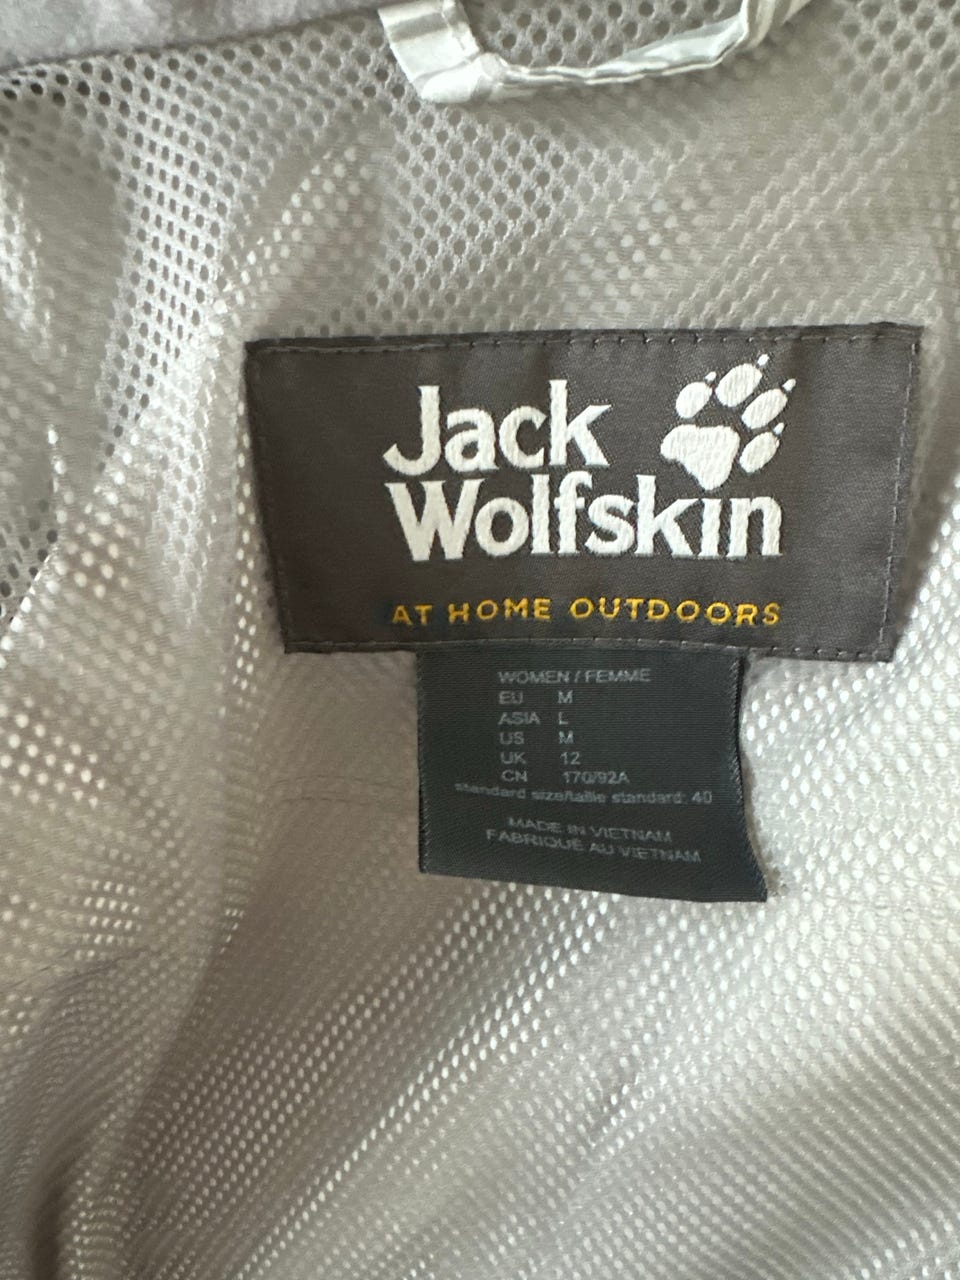 Jack
Wolfskin
AT HOME OUTDOORS
WOMEN / FEMME
EU M
ASIA L
US M
UK 12
CN 170/92A
standard size/taille standard: 40
MADE IN VIETNAM
FABRIQUÉ AU VIETNAM